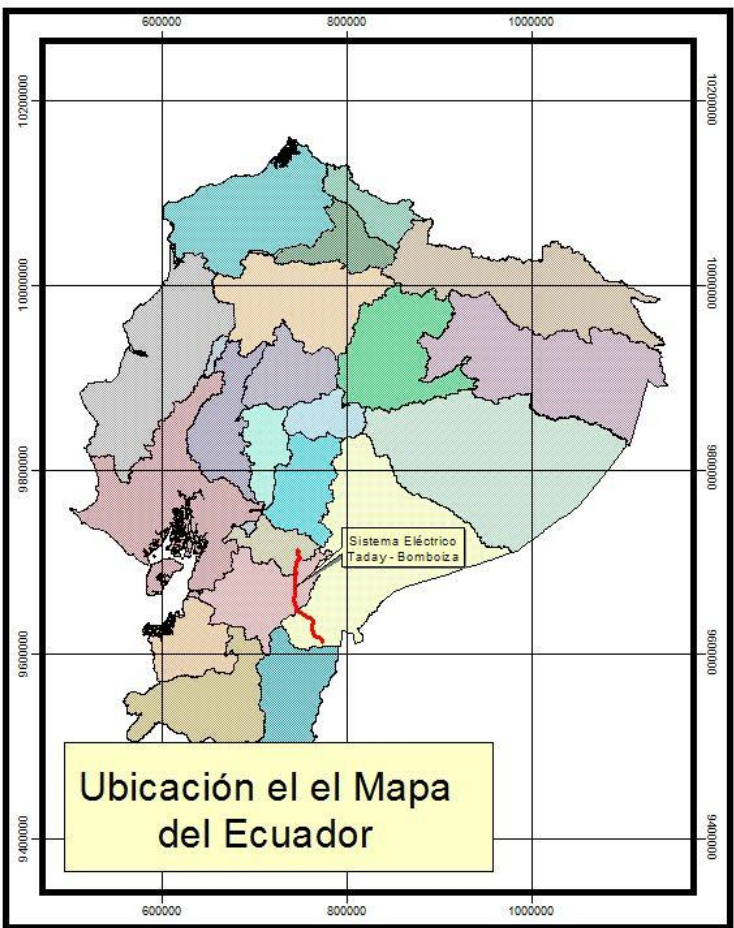 600000 800000 1000000
10200000 10200000
10000000 10000000
9800000 9800000
Sistema Eléctrico
Taday - Bomboiza
9600000 9600000
Ubicación el el Mapa
del Ecuador
9400000 9400000
600000 800000 1000000